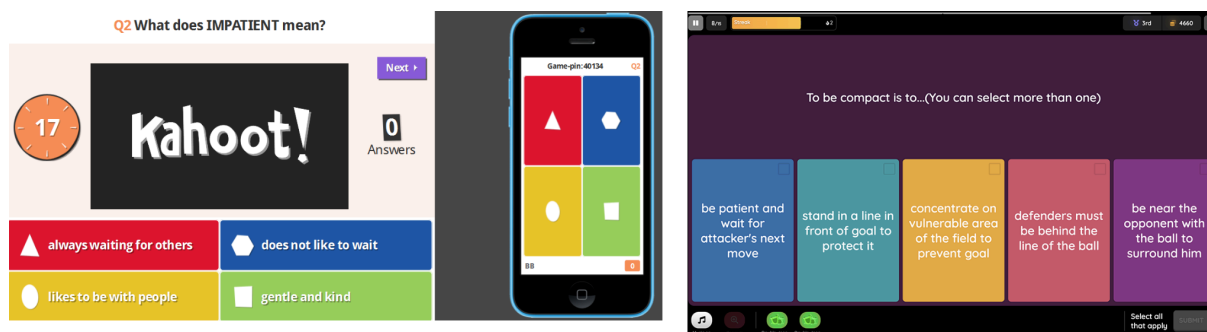 Q2 What does IMPATIENT mean?
Next
17
Kahoot!
0
Answers
always waiting for others
does not like to wait
likes to be with people
gentle and kind
Game-pin:40134
Q2
BB
0
Streak
2
3rd
4660
To be compact is to...(You can select more than one)
be patient and
wait for
attacker's next
move
stand in a line in
front of goal to
protect it
concentrate on
vulnerable area
of the field to
prevent goal
defenders must
be behind the
line of the ball
be near the
opponent with
the ball to
surround him
Select all
that apply
SUBMIT